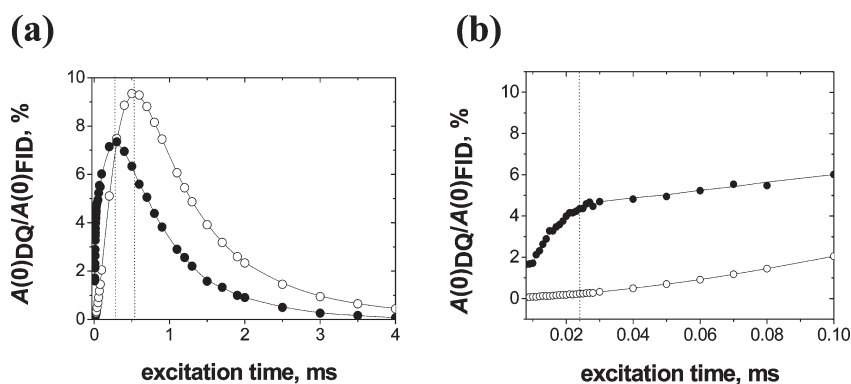 (a)
A(0)DQ/A(0)FID, %
10
8
6
4
2
0
0 1 2 3 4
excitation time, ms
(b)
A(0)DQ/A(0)FID, %
10
8
6
4
2
0
0.02 0.04 0.06 0.08 0.10
excitation time, ms